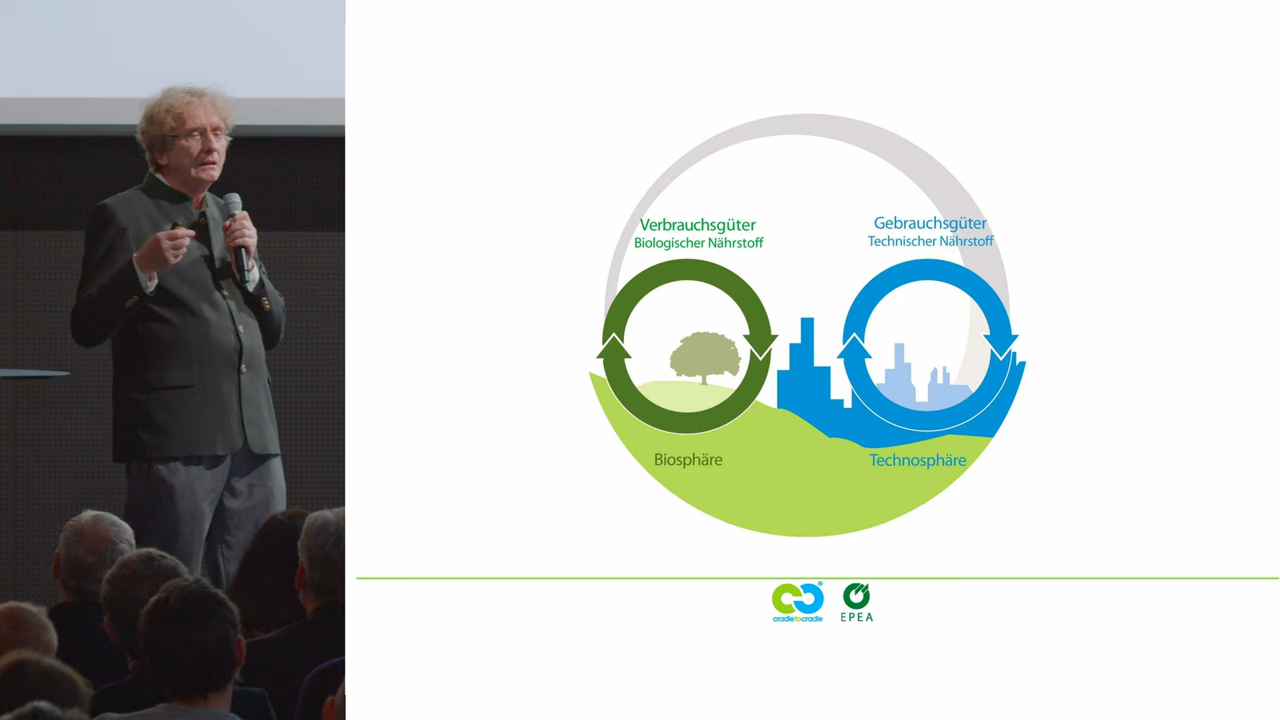 Verbrauchsgüter
Biologischer Nährstoff
Gebrauchsgüter
Technischer Nährstoff
Biosphäre
Technosphäre
cradletocradle
®
EPEA